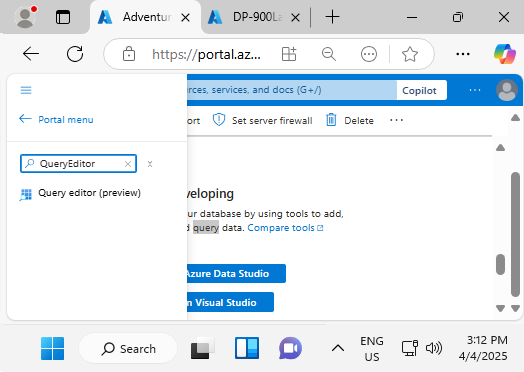 Adventur
DP-900La
https://portal.az...
Portal menu
QueryEditor
Query editor (preview)
urces, services, and docs (G+/)
Copilot
ort
Set server firewall
Delete
veloping
ur database by using tools to add,
d query data. Compare tools
Azure Data Studio
n Visual Studio
Search
ENG
US
3:12 PM
4/4/2025